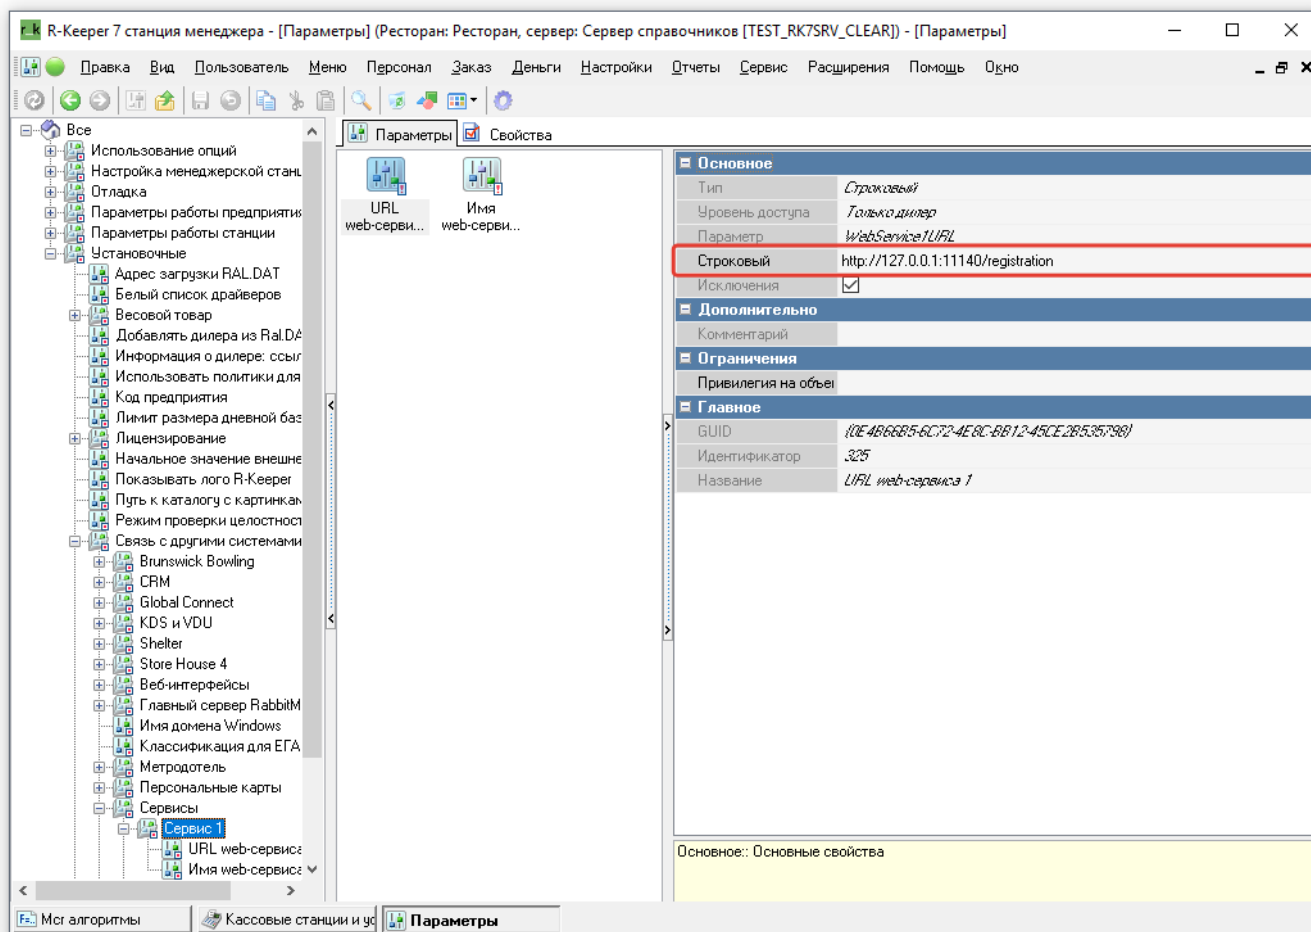 R-Keeper 7 станция менеджера - [Параметры] (Ресторан: Ресторан, сервер: Сервер справочников [TEST_RK7SRV_CLEAR]) - [Параметры]
Правка Вид Пользователь Меню Персонал Заказ Деньги Настройки Отчеты Сервис Расширения Помощь Окно
Все
Использование опций
Настройка менеджерской станц
Отладка
Параметры работы предприятия
Параметры работы станции
Установочные
Адрес загрузки RAL.DAT
Белый список драйверов
Весовой товар
Добавлять дилера из Ral.DA
Информация о дилере: ссыл
Использовать политики для
Код предприятия
Лимит размера дневной баз
Лицензирование
Начальное значение внешне
Показывать лого R-Keeper
Путь к каталогу с картинкам
Режим проверки целостност
Связь с другими системами
Brunswick Bowling
CRM
Global Connect
KDS и VDU
Shelter
Store House 4
Веб-интерфейсы
Главный сервер RabbitM
Имя домена Windows
Классификация для ЕГА
Метродотель
Персональные карты
Сервисы
Сервис 1
URL web-сервиса
Имя web-сервиса
Параметры Свойства
URL web-серви...
Имя web-серви...
Основное
Тип Строковый
Уровень доступа Только дилер
Параметр WebService1URL
Строковый http://127.0.0.1:11140/registration
Исключения
Дополнительно
Комментарий
Ограничения
Привилегия на объек
Главное
GUID {0E4B66B5-6C72-4E8C-BB12-45CE2B535798}
Идентификатор 325
Название URL web-сервиса 1
Основное:: Основные свойства
Мcr алгоритмы Кассовые станции и ус Параметры